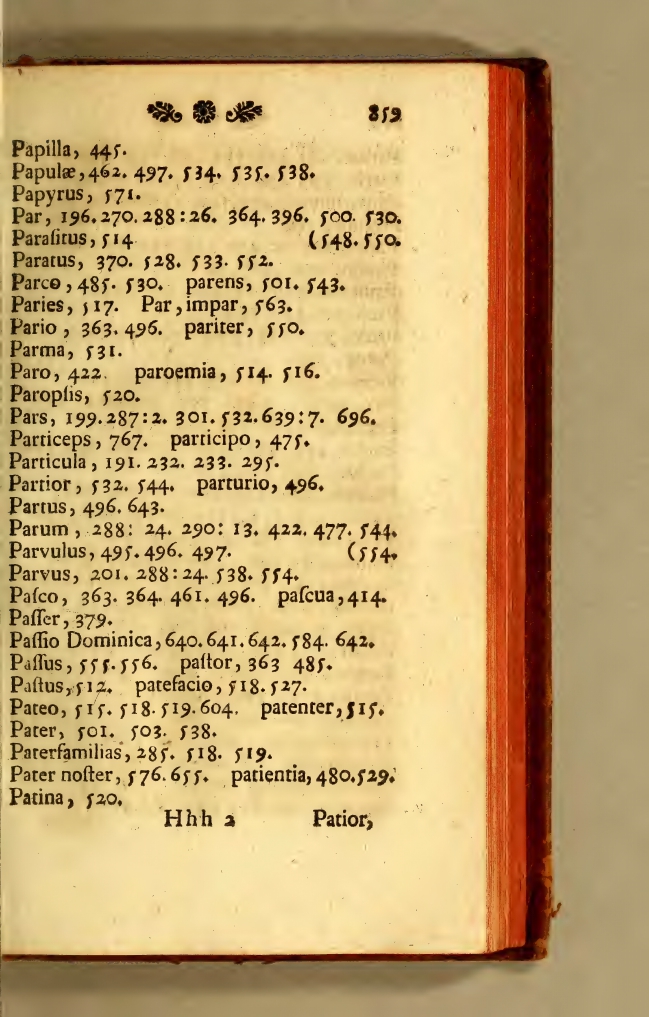 859
Papilla, 445.
Papulæ, 462. 497. 534. 535. 538.
Papyrus, 571.
Par, 196. 270. 288:26. 364. 396. 500. 530.
Paraſitus, 514 (548. 550.
Paratus, 370. 528. 533. 552.
Parco, 485. 530. parens, 501. 543.
Paries, 517. Par, impar, 563.
Pario, 363. 496. pariter, 550.
Parma, 531.
Paro, 422. paroemia, 514. 516.
Paropſis, 520.
Pars, 199. 287:2. 301. 532. 639:7. 696.
Particeps, 767. participo, 475.
Particula, 191. 232. 233. 295.
Partior, 532. 544. parturio, 496.
Partus, 496. 643.
Parum, 288: 24. 290: 13. 422. 477. 544.
Parvulus, 495. 496. 497. (554.
Parvus, 201. 288:24. 538. 554.
Paſco, 363. 364. 461. 496. paſcua, 414.
Paſſer, 379.
Paſſio Dominica, 640. 641. 642. 584. 642.
Paſſus, 555. 556. paſtor, 363 485.
Paſtus, 512. patefacio, 518. 527.
Pateo, 515. 518. 519. 604. patenter, 515.
Pater, 501. 503. 538.
Paterfamilias, 285. 518. 519.
Pater noſter, 576. 655. patientia, 480. 529.
Patina, 520.
Hhh 2 Patior,